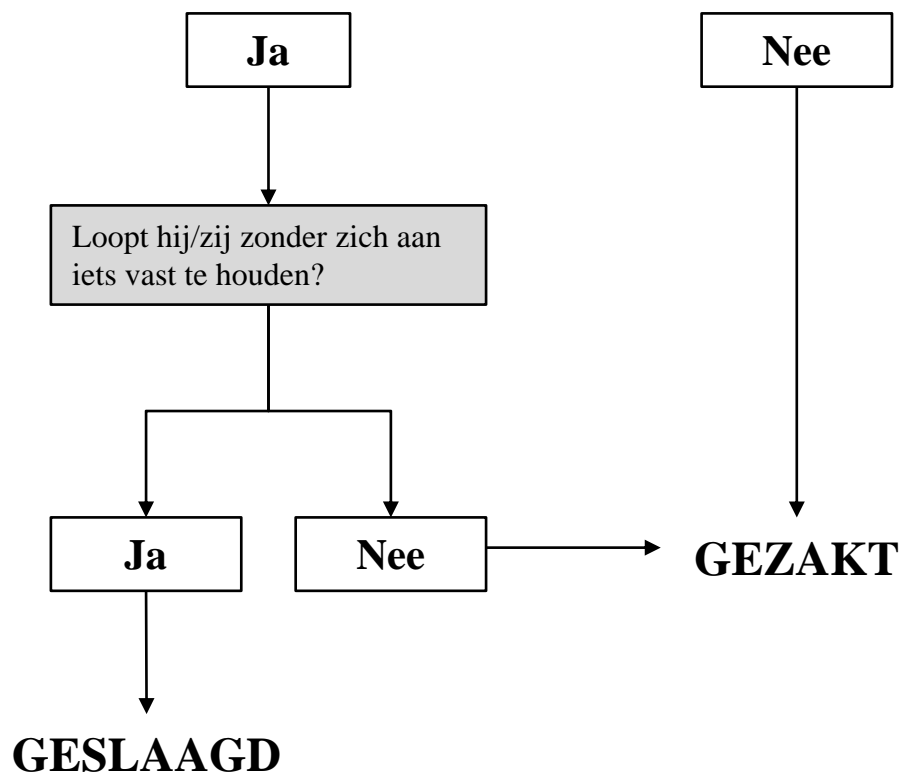 Ja
Nee
Loopt hij/zij zonder zich aan
iets vast te houden?
Ja
Nee
GEZAKT
GESLAAGD